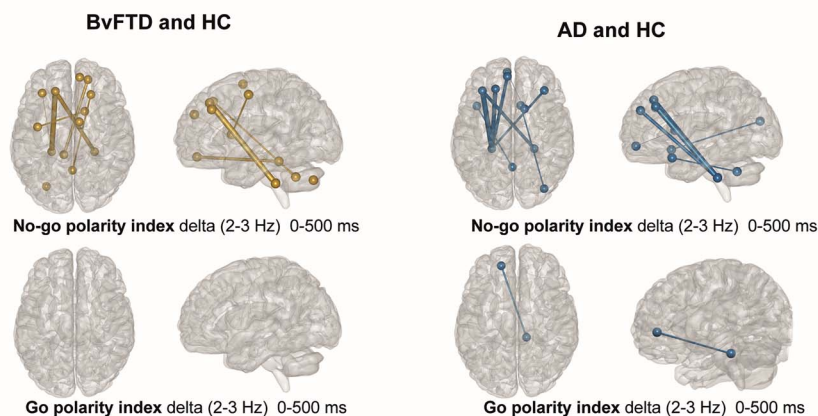 BvFTD and HC
AD and HC
No-go polarity index delta (2-3 Hz) 0-500 ms
No-go polarity index delta (2-3 Hz) 0-500 ms
Go polarity index delta (2-3 Hz) 0-500 ms
Go polarity index delta (2-3 Hz) 0-500 ms